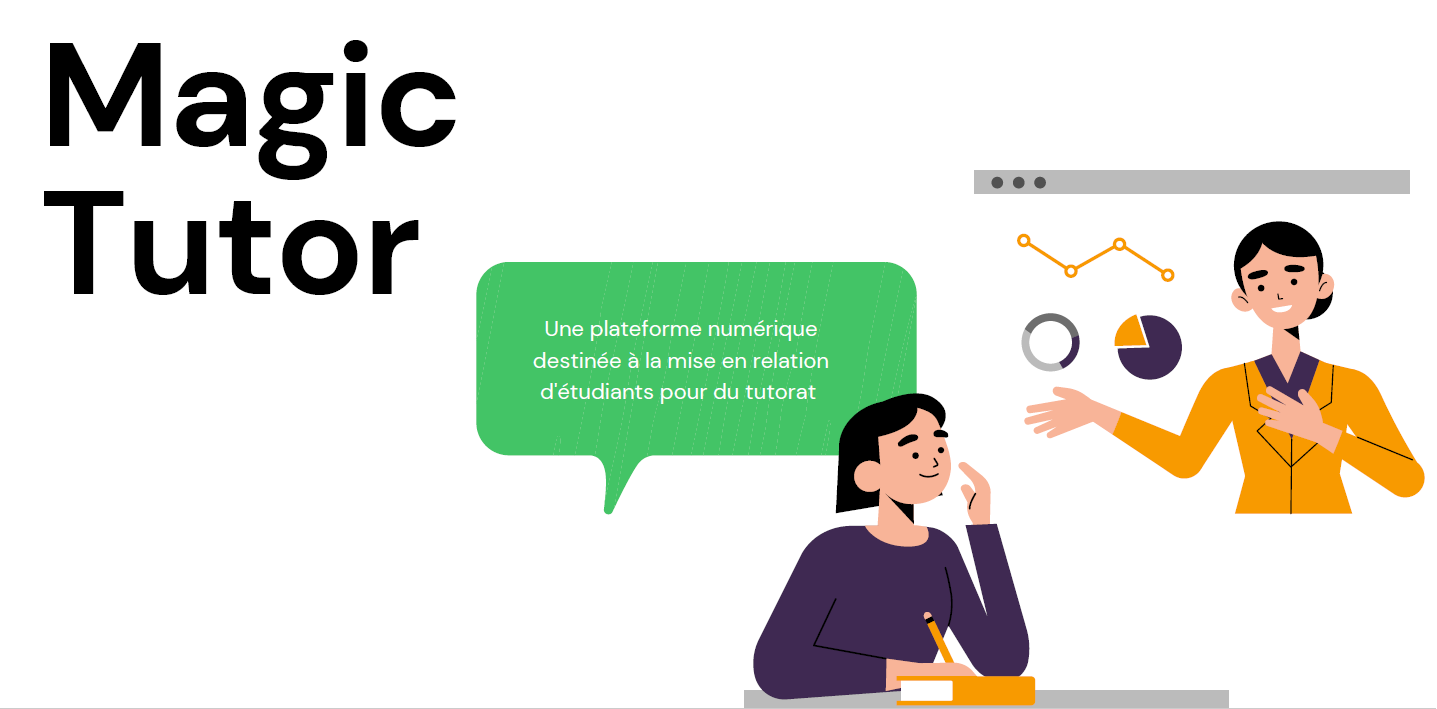 Magic
Tutor
Une plateforme numérique
destinée à la mise en relation
d'étudiants pour du tutorat